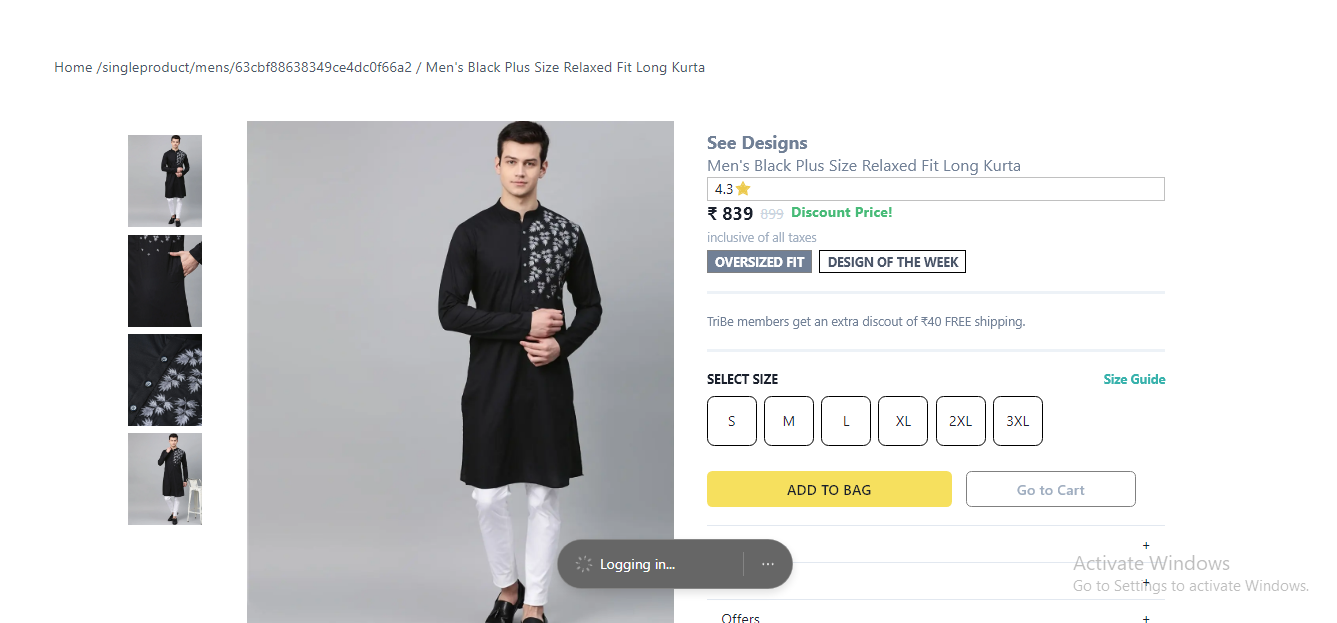 Home /singleproduct/mens/63cbf88638349ce4dc0f66a2 / Men's Black Plus Size Relaxed Fit Long Kurta
See Designs
Men's Black Plus Size Relaxed Fit Long Kurta
4.3⭐
₹ 839 899 Discount Price!
inclusive of all taxes
OVERSIZED FIT DESIGN OF THE WEEK
TriBe members get an extra discout of ₹40 FREE shipping.
SELECT SIZE Size Guide
S M L XL 2XL 3XL
ADD TO BAG Go to Cart
+
Logging in... ...
Activate Windows
+
Go to Settings to activate Windows.
Offers +